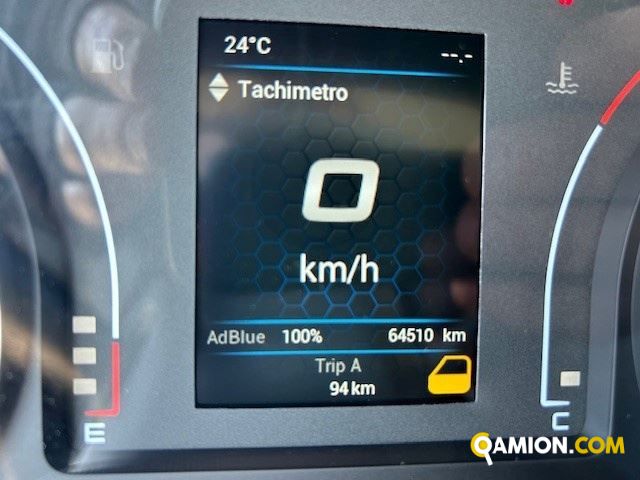 24°C
--.-
Tachimetro
0
km/h
AdBlue 100% 64510 km
Trip A
94 km
E
C
QAMION.COM